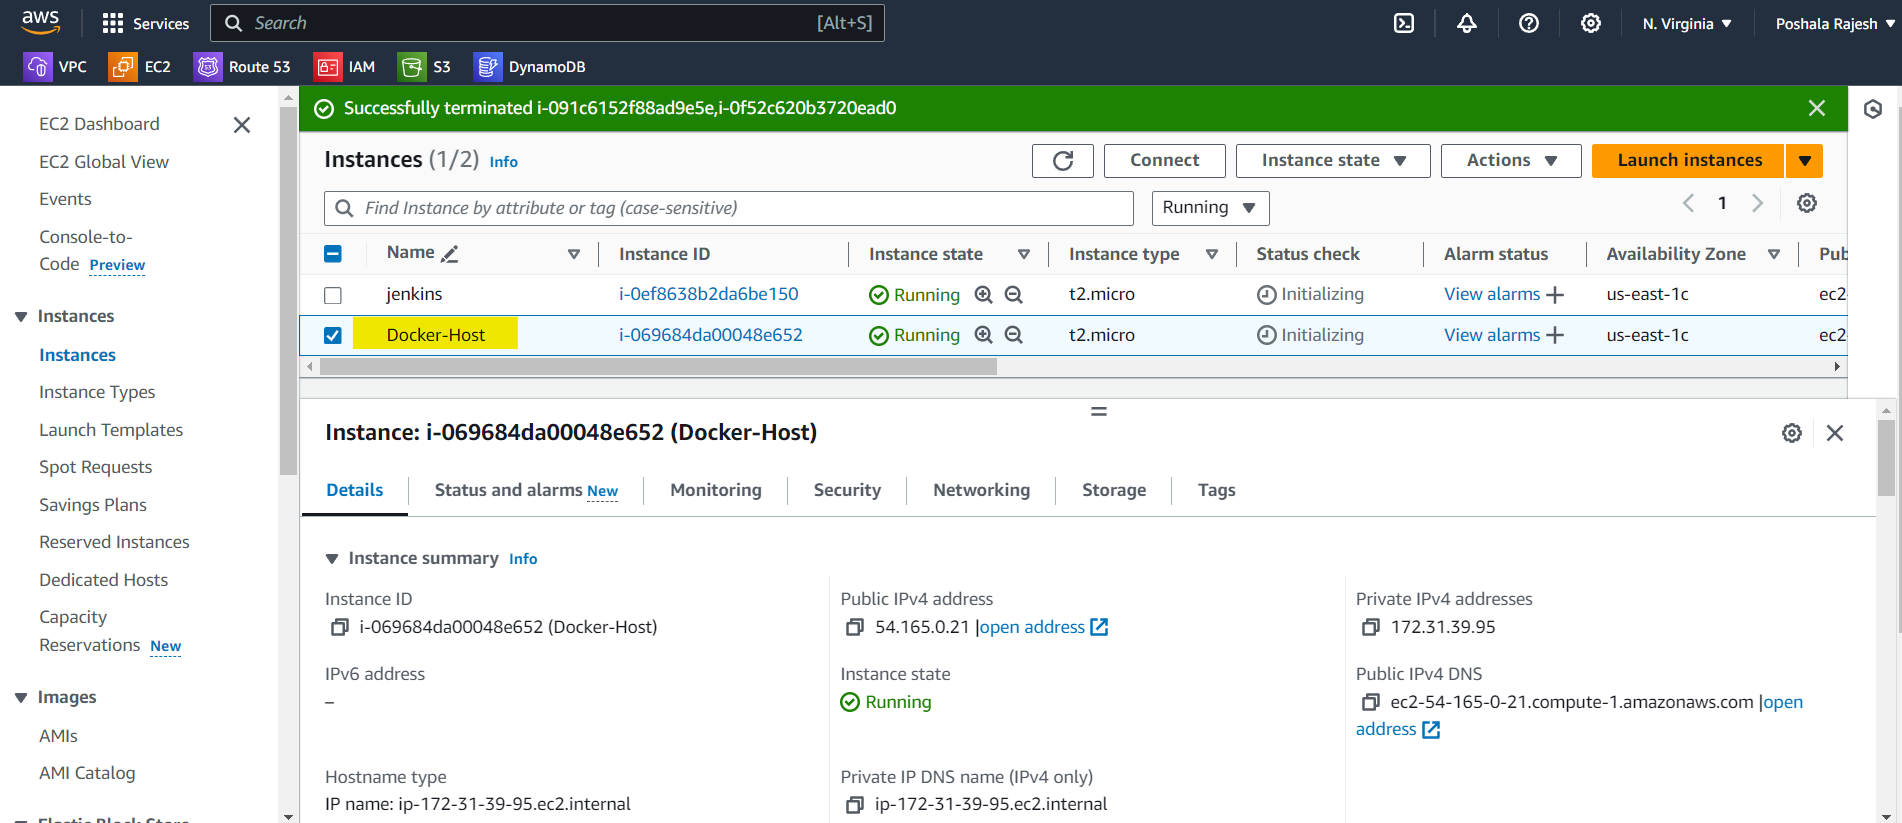 aws
Services
Search
[Alt+S]
N. Virginia
Poshala Rajesh
VPC
EC2
Route 53
IAM
S3
DynamoDB
EC2 Dashboard
EC2 Global View
Events
Console-to-
Code Preview
Instances
Instances
Instance Types
Launch Templates
Spot Requests
Savings Plans
Reserved Instances
Dedicated Hosts
Capacity
Reservations New
Images
AMIs
AMI Catalog
Elastic Block Store
Successfully terminated i-091c6152f88ad9e5e,i-0f52c620b3720ead0
Instances (1/2) Info
Connect
Instance state
Actions
Launch instances
Find Instance by attribute or tag (case-sensitive)
Running
1
Name Instance ID Instance state Instance type Status check Alarm status Availability Zone Pub
jenkins i-0ef8638b2da6be150 Running t2.micro Initializing View alarms us-east-1c ec2-
Docker-Host i-069684da00048e652 Running t2.micro Initializing View alarms us-east-1c ec2-
Instance: i-069684da00048e652 (Docker-Host)
Details Status and alarms New Monitoring Security Networking Storage Tags
Instance summary Info
Instance ID
i-069684da00048e652 (Docker-Host)
Public IPv4 address
54.165.0.21 |open address
Private IPv4 addresses
172.31.39.95
IPv6 address
–
Instance state
Running
Public IPv4 DNS
ec2-54-165-0-21.compute-1.amazonaws.com |open
address
Hostname type
IP name: ip-172-31-39-95.ec2.internal
Private IP DNS name (IPv4 only)
ip-172-31-39-95.ec2.internal